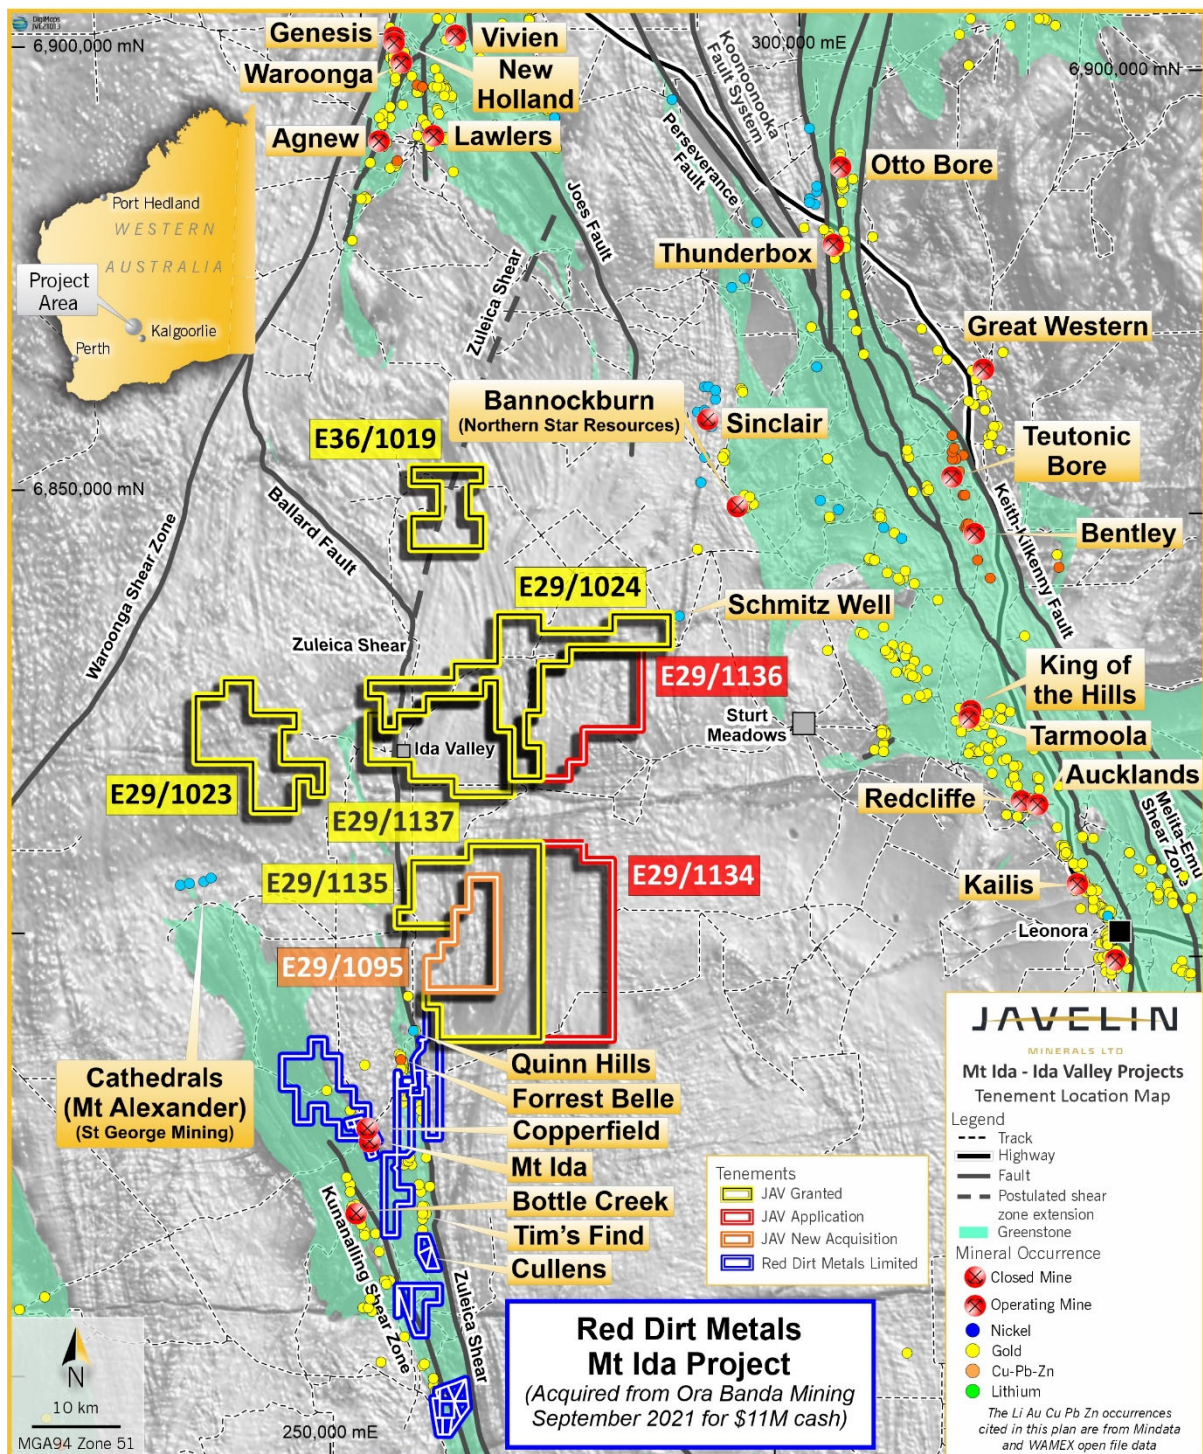 DigiMaps
6,900,000 mN
Genesis
Vivien
300,000 mE
6,900,000 mN
Waroonga
New
Holland
Koonoonooka
Fault System
Agnew
Lawlers
Perseverance
Fault
Otto Bore
Joes Fault
Port Hedland
WESTERN
AUSTRALIA
Project
Area
Kalgoorlie
Perth
Thunderbox
Zuleica Shear
Great Western
Bannockburn
(Northern Star Resources)
Sinclair
E36/1019
Teutonic
Bore
6,850,000 mN
Ballard Fault
Waroonga Shear Zone
Keith-Kilkenny Fault
Bentley
E29/1024
Schmitz Well
Zuleica Shear
E29/1136
King of
the Hills
Sturt
Meadows
Tarmoola
Ida Valley
E29/1023
Aucklands
Redcliffe
E29/1137
Melita-Emu
Shear Zone
E29/1135
E29/1134
Kailis
Leonora
E29/1095
Cathedrals
(Mt Alexander)
(St George Mining)
Quinn Hills
Forrest Belle
Copperfield
Mt Ida
Bottle Creek
Tim's Find
Cullens
Kunanalling Shear Zone
Zuleica Shear
JAVELIN
MINERALS LTD
Mt Ida - Ida Valley Projects
Tenement Location Map
Legend
Track
Highway
Fault
Postulated shear
zone extension
Greenstone
Mineral Occurrence
Closed Mine
Operating Mine
Nickel
Gold
Cu-Pb-Zn
Lithium
The Li Au Cu Pb Zn occurrences
cited in this plan are from Mindata
and WAMEX open file data
Tenements
JAV Granted
JAV Application
JAV New Acquisition
Red Dirt Metals Limited
Red Dirt Metals
Mt Ida Project
(Acquired from Ora Banda Mining
September 2021 for $11M cash)
N
10 km
MGA94 Zone 51
250,000 mE